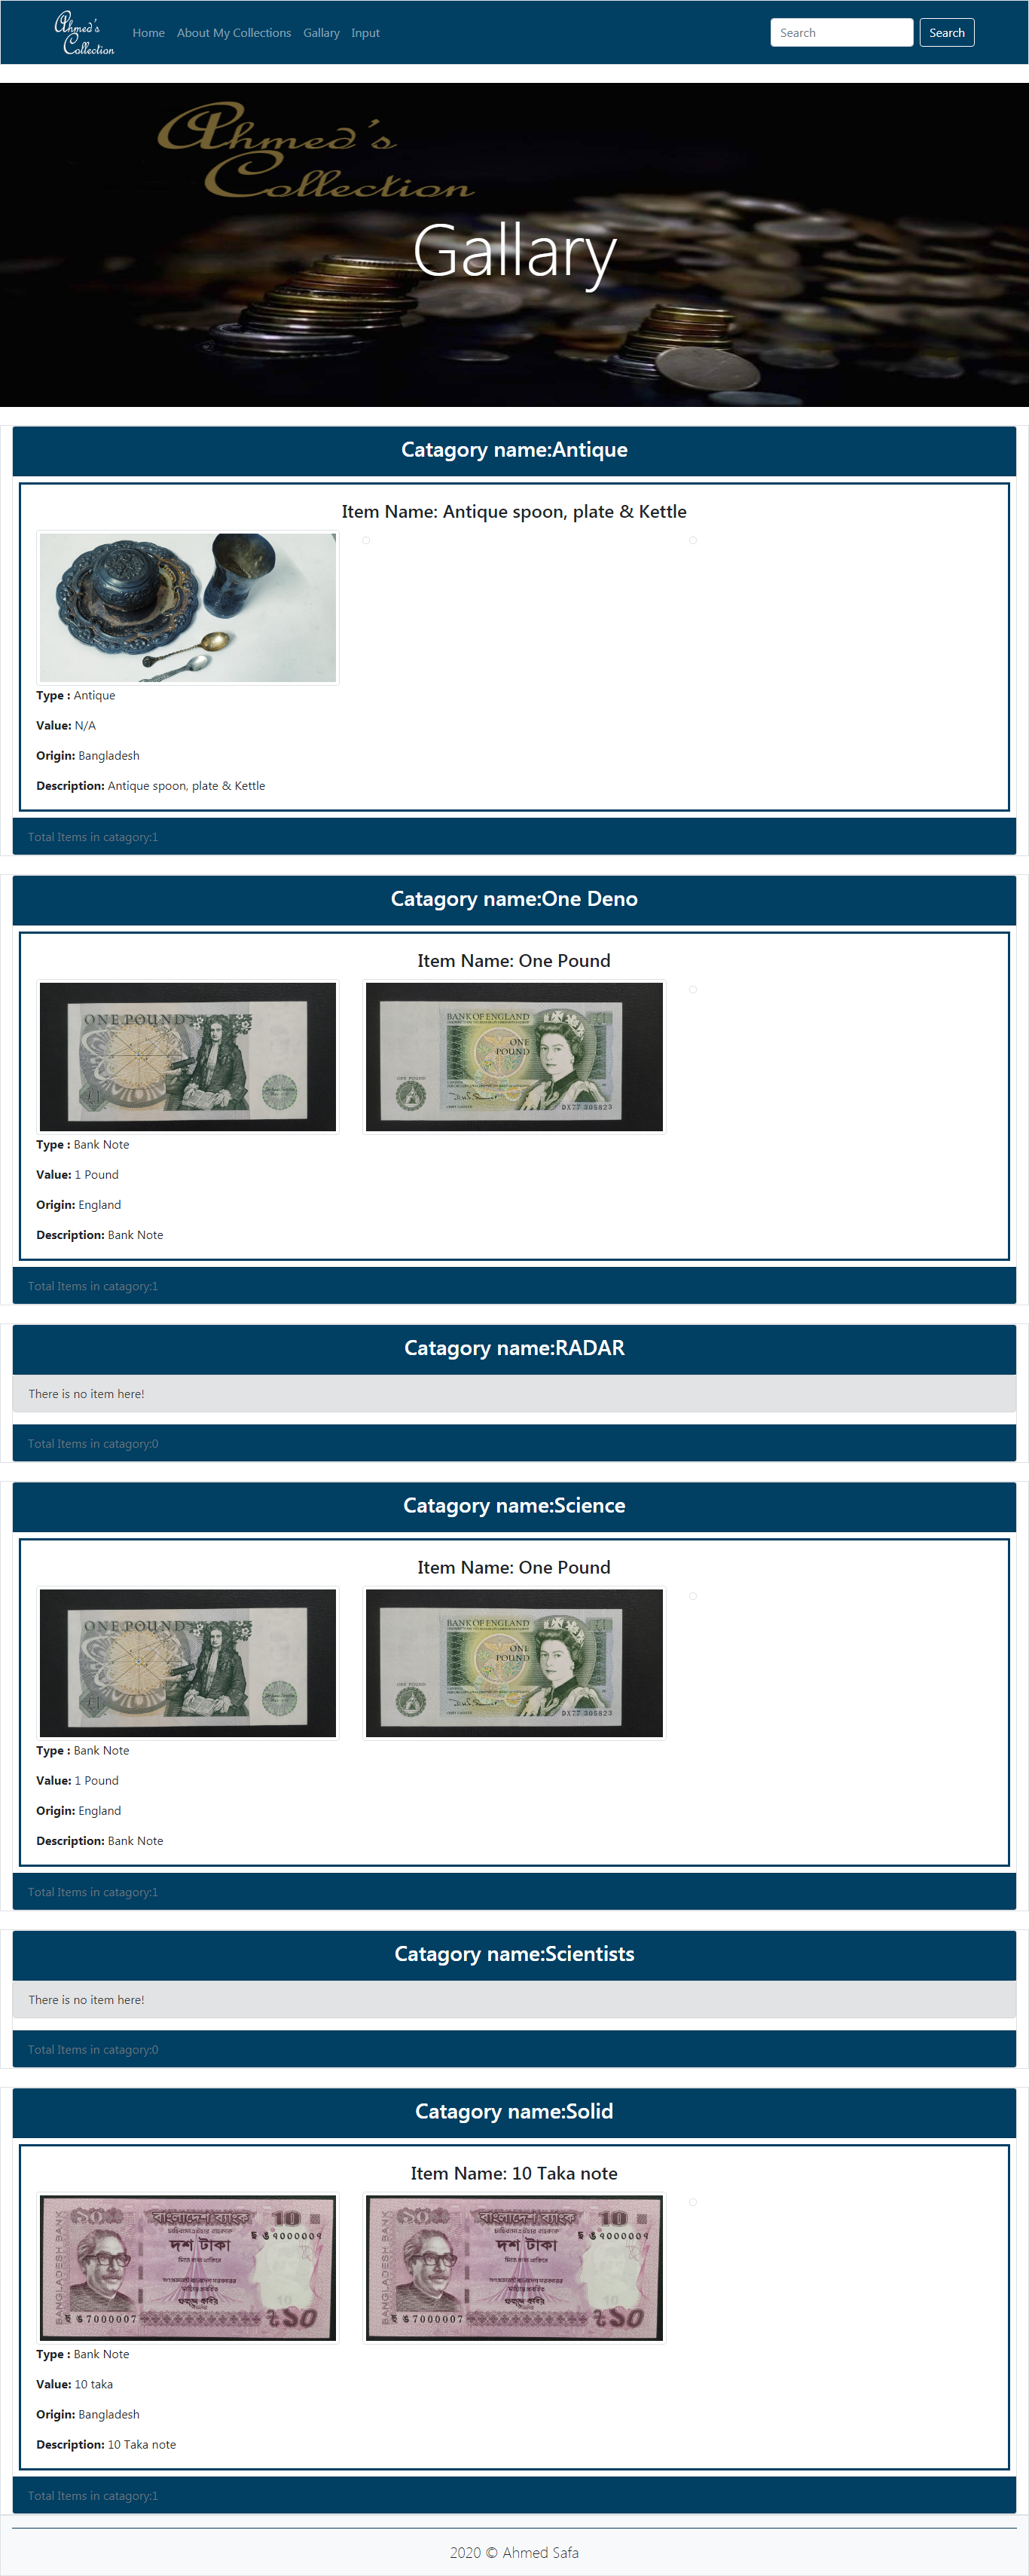 Ahmed's
Collection
Home About My Collections Gallary Input
Search Search
Ahmed's
Collection
Gallary
Catagory name:Antique
Item Name: Antique spoon, plate & Kettle
Type : Antique
Value: N/A
Origin: Bangladesh
Description: Antique spoon, plate & Kettle
Total Items in catagory:1
Catagory name:One Deno
Item Name: One Pound
ONE POUND
£1
BANK OF ENGLAND
ONE
POUND
ONE POUND
DX77 305823
Type : Bank Note
Value: 1 Pound
Origin: England
Description: Bank Note
Total Items in catagory:1
Catagory name:RADAR
There is no item here!
Total Items in catagory:0
Catagory name:Science
Item Name: One Pound
ONE POUND
£1
BANK OF ENGLAND
ONE
POUND
ONE POUND
DX77 305823
Type : Bank Note
Value: 1 Pound
Origin: England
Description: Bank Note
Total Items in catagory:1
Catagory name:Scientists
There is no item here!
Total Items in catagory:0
Catagory name:Solid
Item Name: 10 Taka note
BANGLADESH BANK
বাংলাদেশ ব্যাংক
10
দশ টাকা
7000007
৳১০
BANGLADESH BANK
বাংলাদেশ ব্যাংক
10
দশ টাকা
7000007
৳১০
Type : Bank Note
Value: 10 taka
Origin: Bangladesh
Description: 10 Taka note
Total Items in catagory:1
2020 © Ahmed Safa